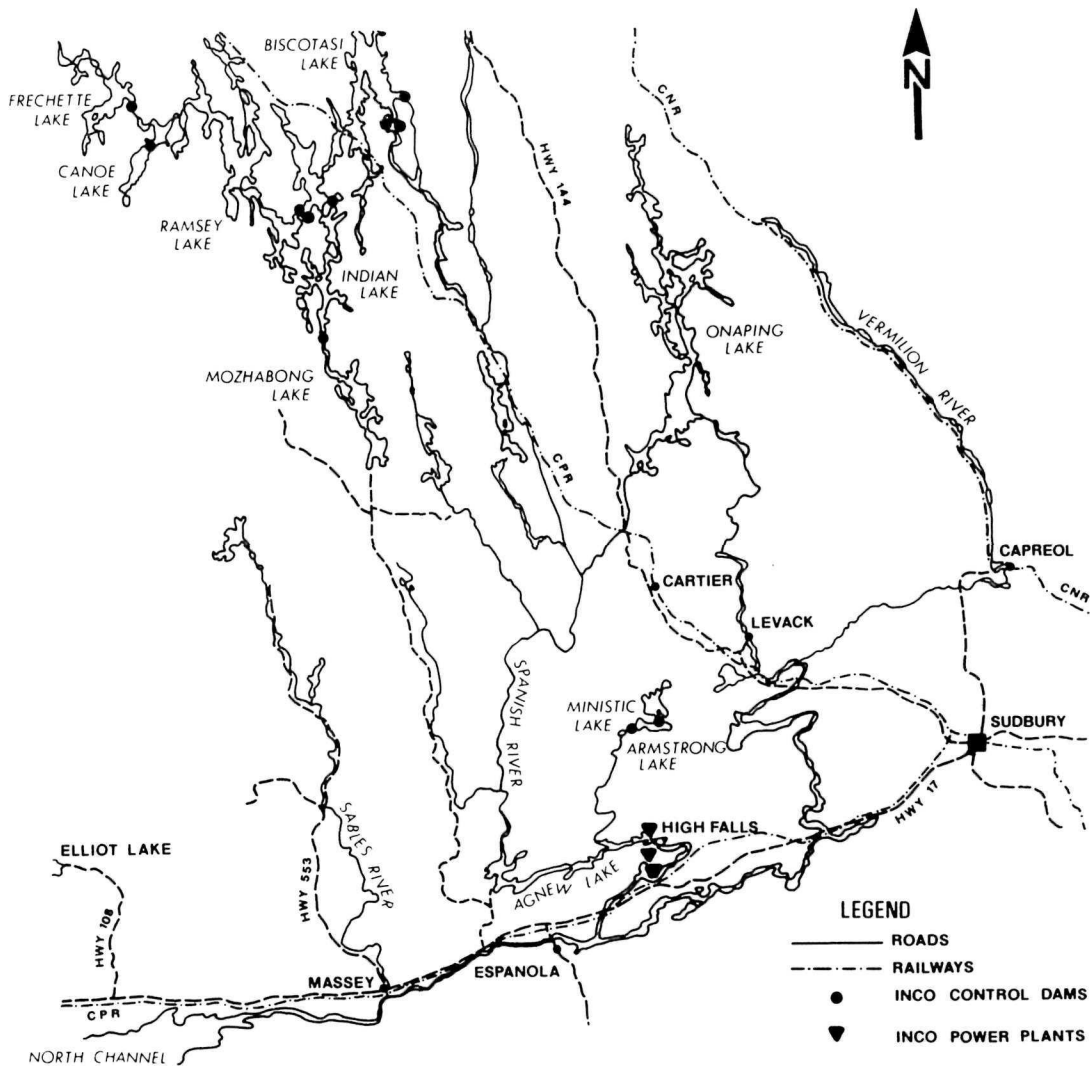 BISCOTASI
LAKE
N
FRECHETTE
LAKE
CNR
CANOE
LAKE
HWY 144
RAMSEY
LAKE
INDIAN
LAKE
ONAPING
LAKE
VERMILION
RIVER
MOZHABONG
LAKE
CPR
CAPREOL
CARTIER
CNR
LEVACK
SPANISH
RIVER
MINISTIC
LAKE
SUDBURY
ARMSTRONG
LAKE
HWY 17
SABLES
RIVER
HIGH FALLS
ELLIOT LAKE
HWY 553
AGNEW LAKE
HWY 108
LEGEND
ROADS
RAILWAYS
INCO CONTROL DAMS
INCO POWER PLANTS
MASSEY
ESPANOLA
CPR
NORTH CHANNEL